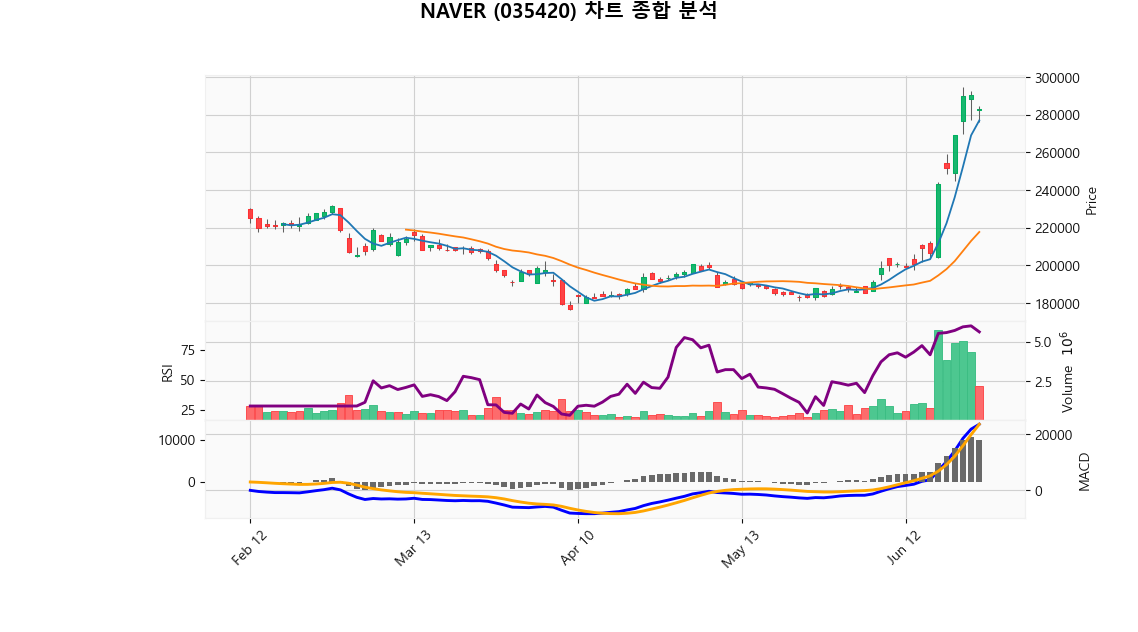 NAVER (035420) 차트 종합 분석
300000
280000
260000
240000
220000
200000
180000
Price
75
50
25
RSI
5.0
2.5
Volume 10^6
10000
0
20000
0
MACD
Feb 12
Mar 13
Apr 10
May 13
Jun 12